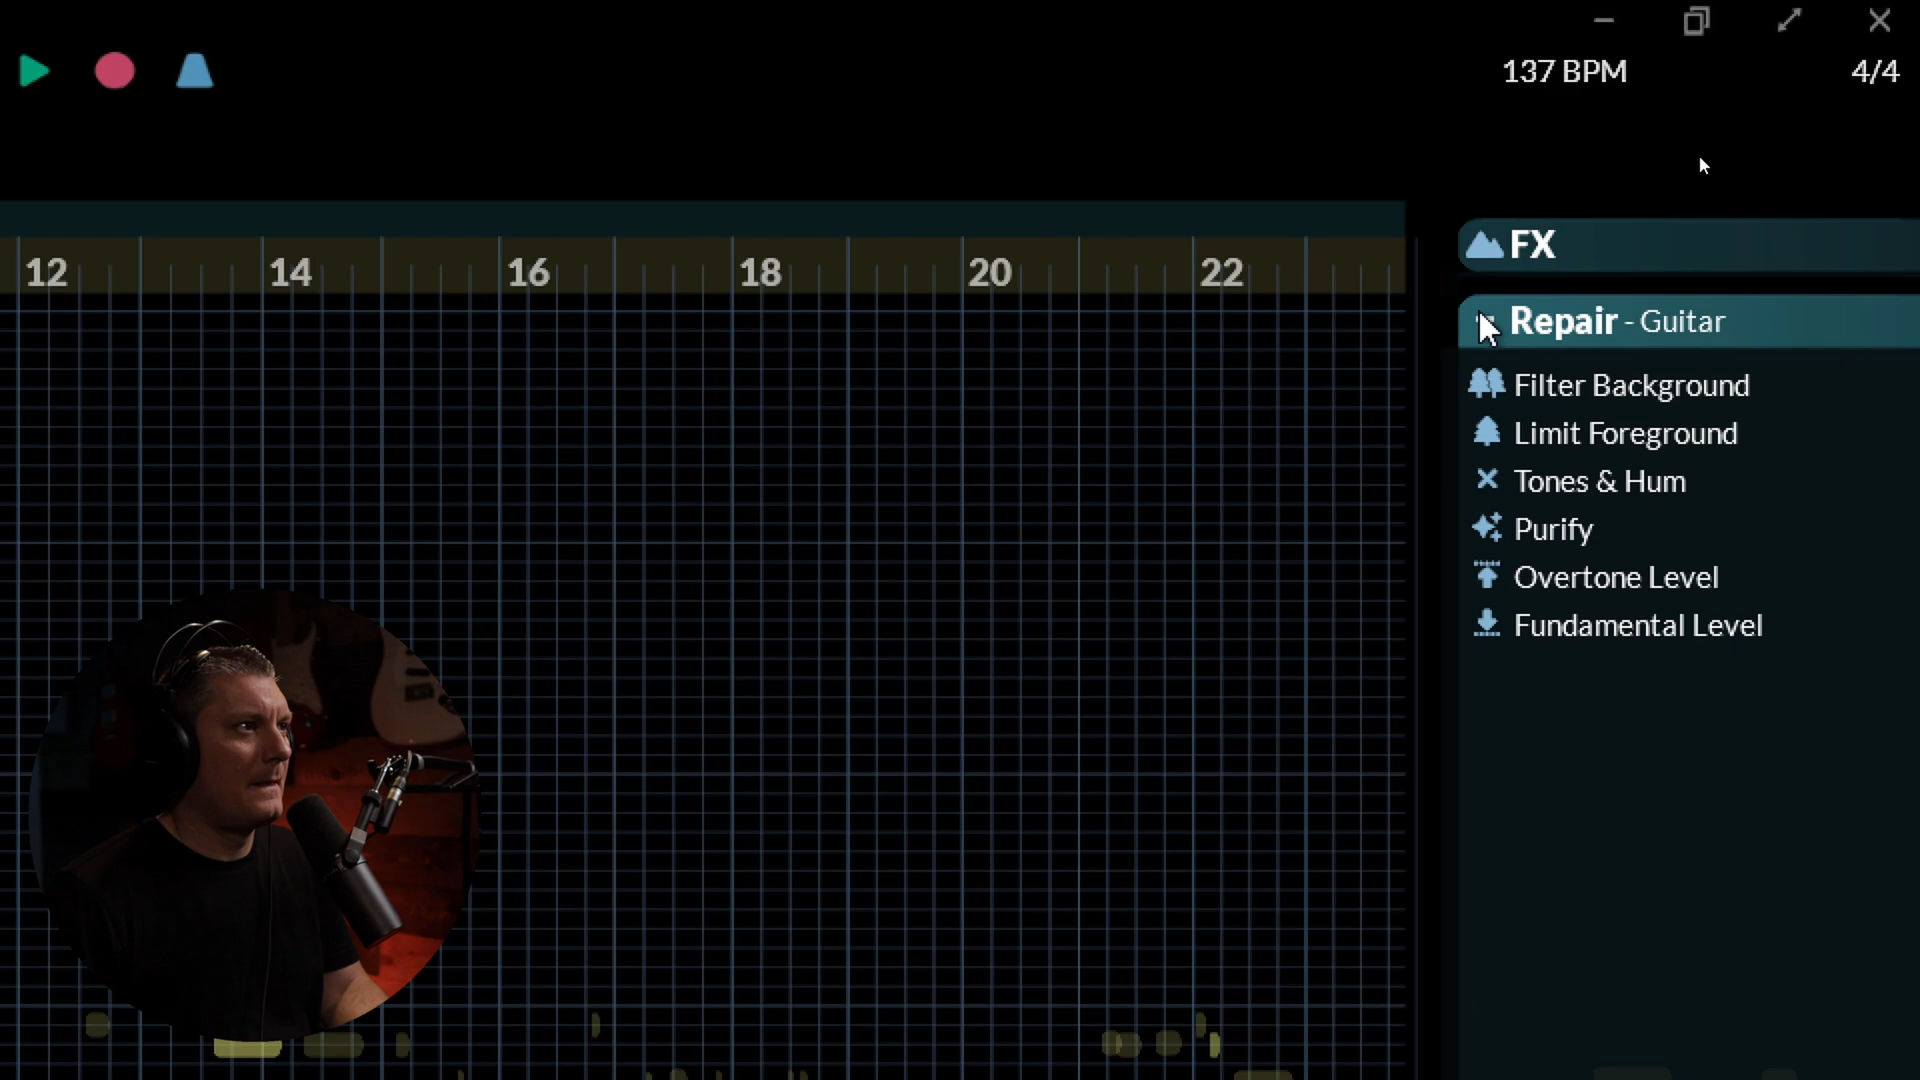 137 BPM
4/4
12 14 16 18 20 22
FX
Repair - Guitar
Filter Background
Limit Foreground
Tones & Hum
Purify
Overtone Level
Fundamental Level